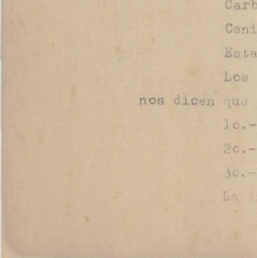 Carb
Ceni
Esta
Los
nos dicen que
1o.-
2o.-
3o.-
La